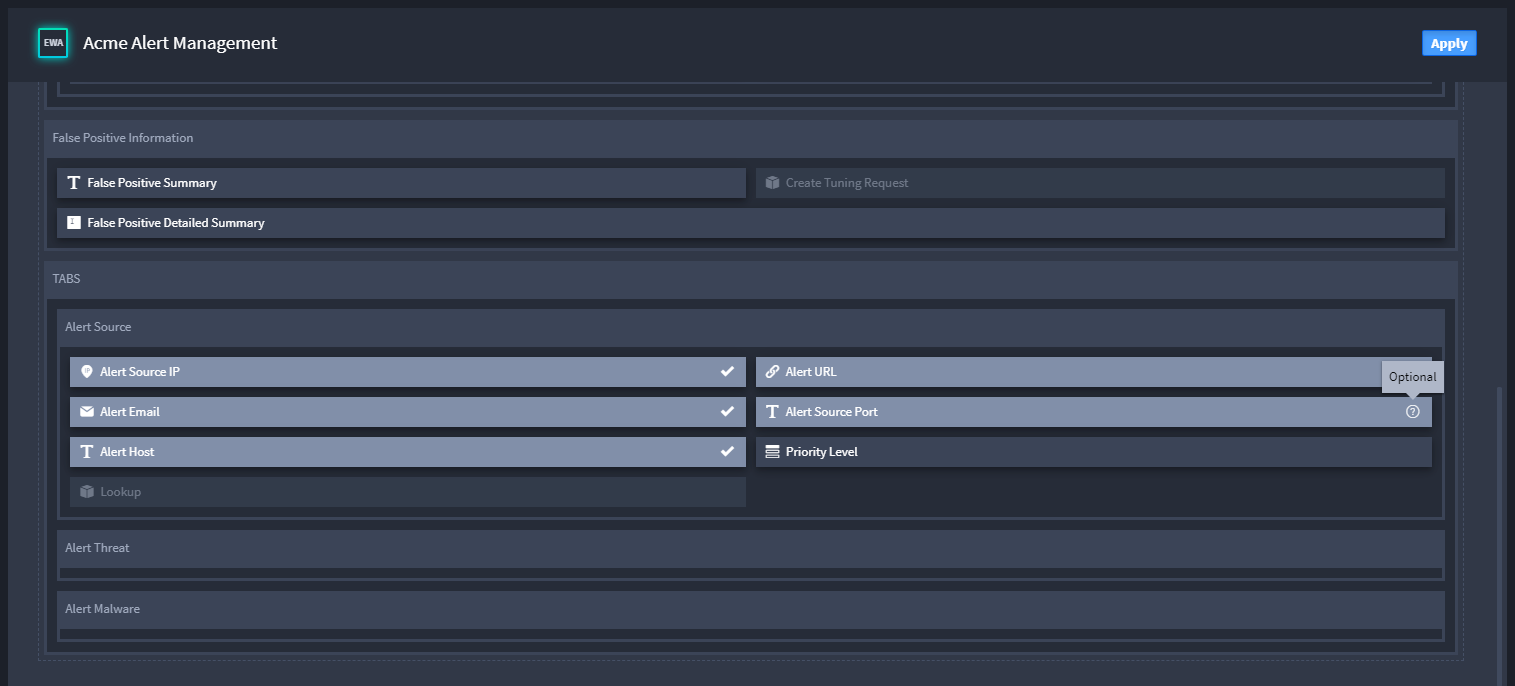 EWA Acme Alert Management
Apply
False Positive Information
False Positive Summary
Create Tuning Request
False Positive Detailed Summary
TABS
Alert Source
Alert Source IP
Alert URL
Optional
Alert Email
Alert Source Port
Alert Host
Priority Level
Lookup
Alert Threat
Alert Malware